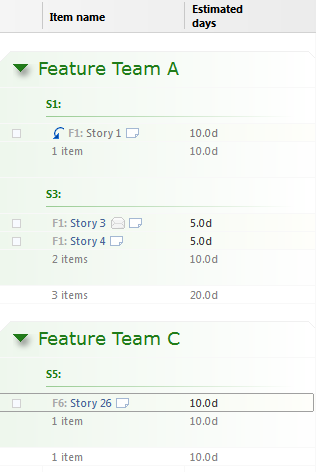 Item name Estimated days
Feature Team A
S1:
F1: Story 1 10.0d
1 item 10.0d
S3:
F1: Story 3 5.0d
F1: Story 4 5.0d
2 items 10.0d
3 items 20.0d
Feature Team C
S5:
F6: Story 26 10.0d
1 item 10.0d
1 item 10.0d